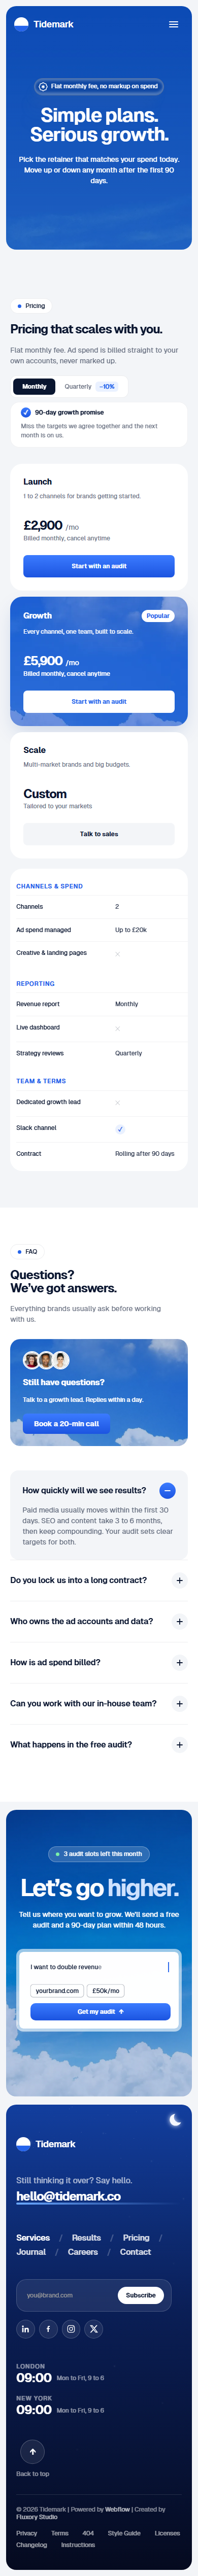 Tidemark
Flat monthly fee, no markup on spend
Simple plans.
Serious growth.
Pick the retainer that matches your spend today.
Move up or down any month after the first 90
days.
Pricing
Pricing that scales with you.
Flat monthly fee. Ad spend is billed straight to your
own accounts, never marked up.
Monthly Quarterly -10%
90-day growth promise
Miss the targets we agree together and the next
month is on us.
Launch
1 to 2 channels for brands getting started.
£2,900 /mo
Billed monthly, cancel anytime
Start with an audit
Growth Popular
Every channel, one team, built to scale.
£5,900 /mo
Billed monthly, cancel anytime
Start with an audit
Scale
Multi-market brands and big budgets.
Custom
Tailored to your markets
Talk to sales
CHANNELS & SPEND
Channels 2
Ad spend managed Up to £20k
Creative & landing pages
REPORTING
Revenue report Monthly
Live dashboard
Strategy reviews Quarterly
TEAM & TERMS
Dedicated growth lead
Slack channel
Contract Rolling after 90 days
FAQ
Questions?
We've got answers.
Everything brands usually ask before working
with us.
Still have questions?
Talk to a growth lead. Replies within a day.
Book a 20-min call
How quickly will we see results?
Paid media usually moves within the first 30
days. SEO and content take 3 to 6 months,
then keep compounding. Your audit sets clear
targets for both.
Do you lock us into a long contract?
Who owns the ad accounts and data?
How is ad spend billed?
Can you work with our in-house team?
What happens in the free audit?
3 audit slots left this month
Let's go higher.
Tell us where you want to grow. We'll send a free
audit and a 90-day plan within 48 hours.
I want to double revenue
yourbrand.com £50k/mo
Get my audit ↑
Tidemark
Still thinking it over? Say hello.
hello@tidemark.co
Services / Results / Pricing /
Journal / Careers / Contact
you@brand.com Subscribe
LONDON
09:00 Mon to Fri, 9 to 6
NEW YORK
09:00 Mon to Fri, 9 to 6
Back to top
© 2026 Tidemark | Powered by Webflow | Created by
Fluxory Studio
Privacy Terms 404 Style Guide Licenses
Changelog Instructions